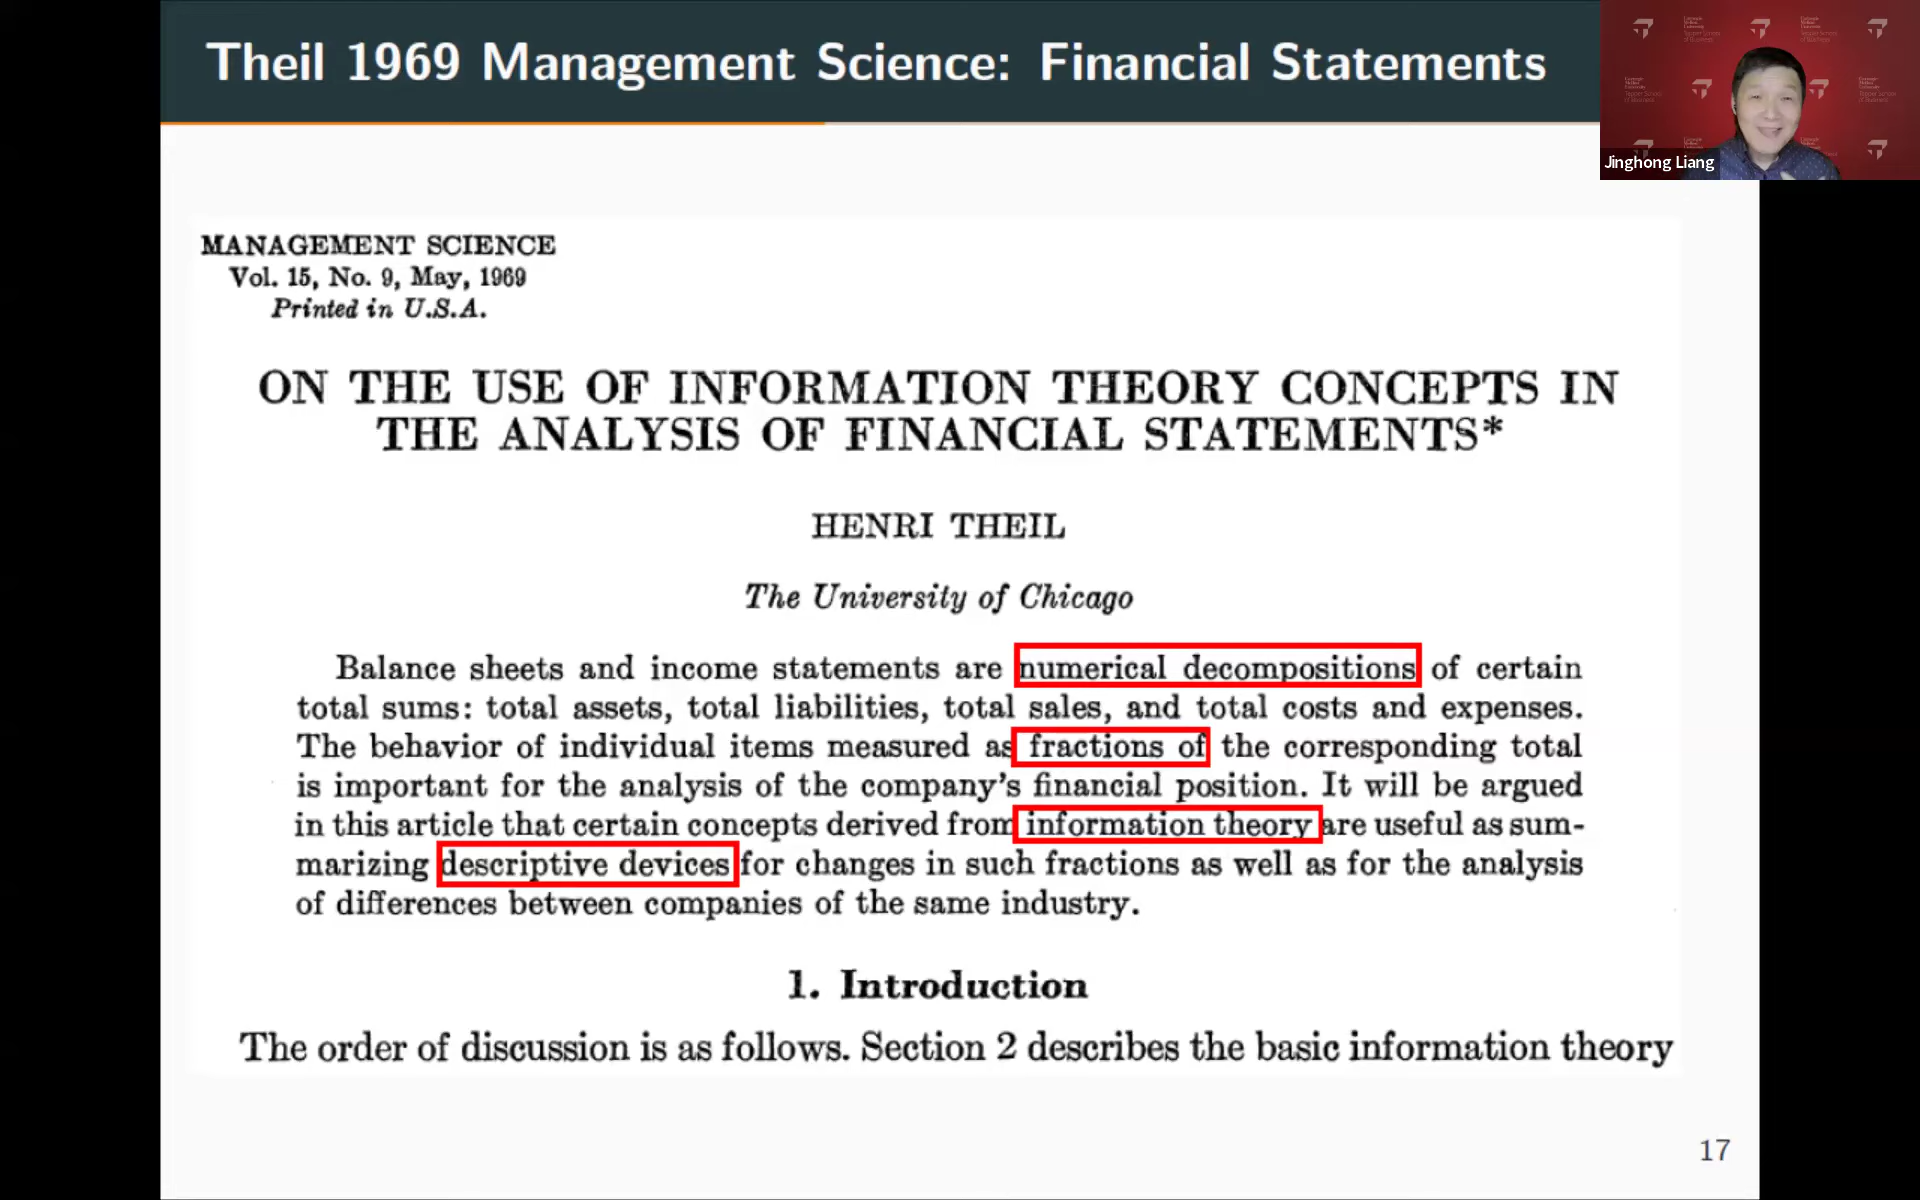 Theil 1969 Management Science: Financial Statements
Jinghong Liang
MANAGEMENT SCIENCE
Vol. 15, No. 9, May, 1969
Printed in U.S.A.
ON THE USE OF INFORMATION THEORY CONCEPTS IN
THE ANALYSIS OF FINANCIAL STATEMENTS*
HENRI THEIL
The University of Chicago
Balance sheets and income statements are numerical decompositions of certain
total sums: total assets, total liabilities, total sales, and total costs and expenses.
The behavior of individual items measured as fractions of the corresponding total
is important for the analysis of the company's financial position. It will be argued
in this article that certain concepts derived from information theory are useful as sum-
marizing descriptive devices for changes in such fractions as well as for the analysis
of differences between companies of the same industry.
1. Introduction
The order of discussion is as follows. Section 2 describes the basic information theory
17